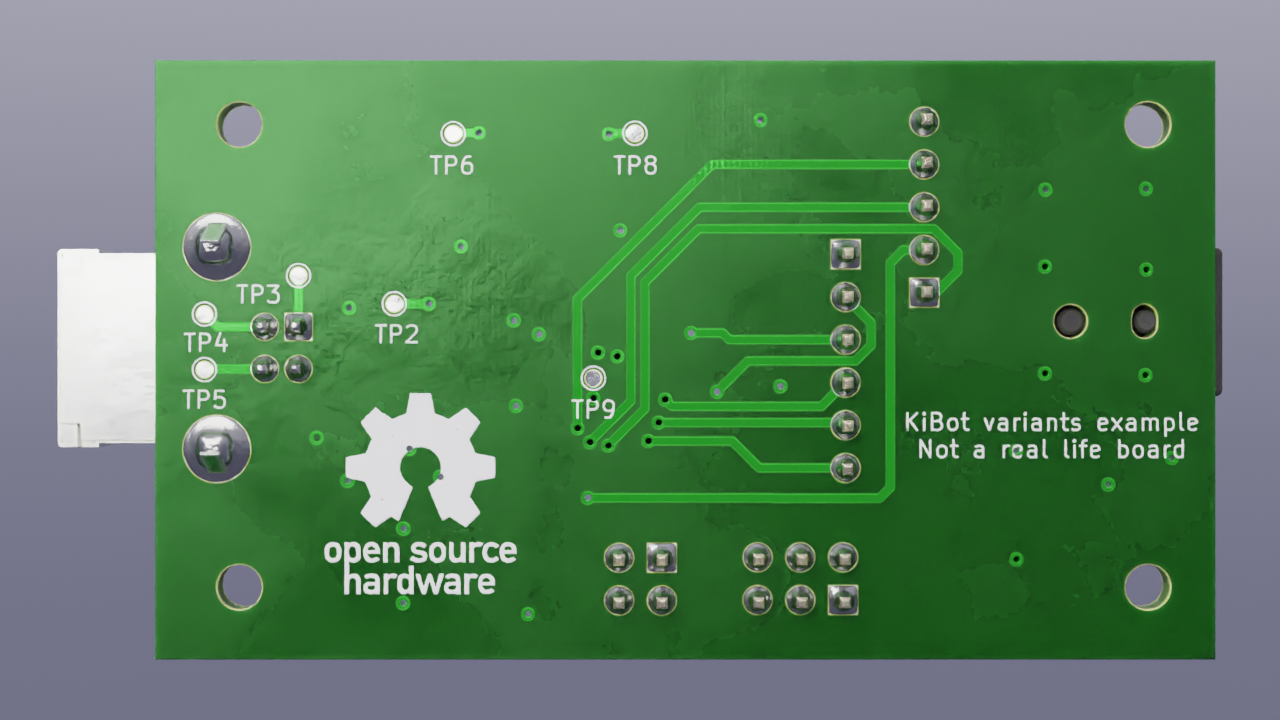 TP6
TP8
TP3
TP4
TP2
TP5
TP9
KiBot variants example
Not a real life board
open source
hardware